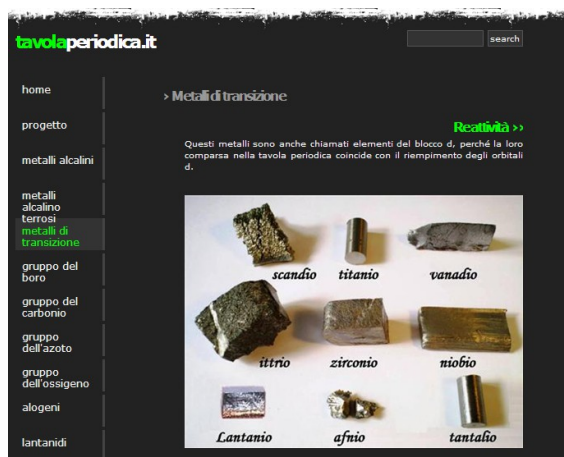 tavolaperiodica.it
search
home
progetto
metalli alcalini
metalli
alcalino
terrosi
metalli di
transizione
gruppo del
boro
gruppo del
carbonio
gruppo
dell'azoto
gruppo
dell'ossigeno
alogeni
lantanidi
› Metalli di transizione
Reattività ››
Questi metalli sono anche chiamati elementi del blocco d, perché la loro
comparsa nella tavola periodica coincide con il riempimento degli orbitali
d.
scandio titanio vanadio
ittrio zirconio niobio
Lantanio afnio tantalio